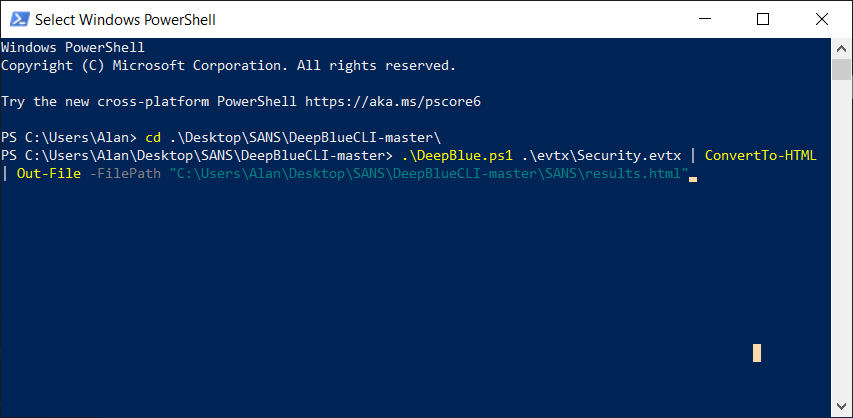 Select Windows PowerShell
Windows PowerShell
Copyright (C) Microsoft Corporation. All rights reserved.
Try the new cross-platform PowerShell https://aka.ms/pscore6
PS C:\Users\Alan> cd .\Desktop\SANS\DeepBlueCLI-master\
PS C:\Users\Alan\Desktop\SANS\DeepBlueCLI-master> .\DeepBlue.ps1 .\evtx\Security.evtx | ConvertTo-HTML
| Out-File -FilePath "C:\Users\Alan\Desktop\SANS\DeepBlueCLI-master\SANS\results.html"